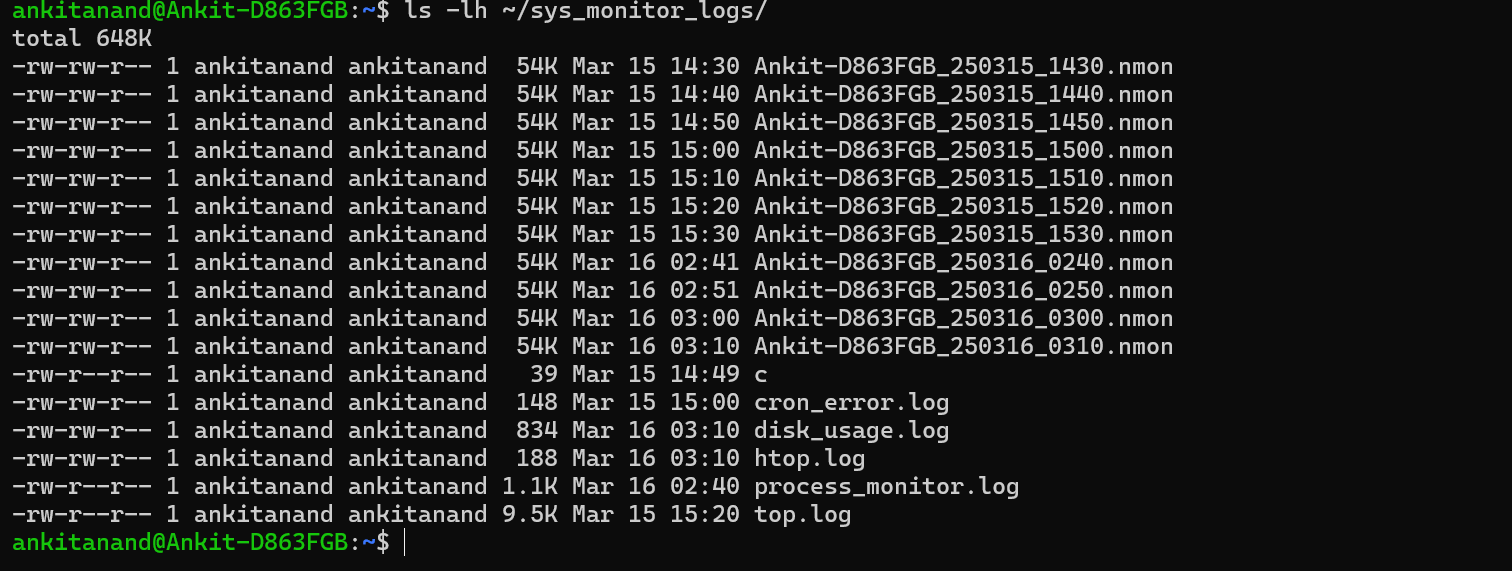 ankitanand@Ankit-D863FGB:~$ ls -lh ~/sys_monitor_logs/
total 648K
-rw-rw-r-- 1 ankitanand ankitanand  54K Mar 15 14:30 Ankit-D863FGB_250315_1430.nmon
-rw-rw-r-- 1 ankitanand ankitanand  54K Mar 15 14:40 Ankit-D863FGB_250315_1440.nmon
-rw-rw-r-- 1 ankitanand ankitanand  54K Mar 15 14:50 Ankit-D863FGB_250315_1450.nmon
-rw-rw-r-- 1 ankitanand ankitanand  54K Mar 15 15:00 Ankit-D863FGB_250315_1500.nmon
-rw-rw-r-- 1 ankitanand ankitanand  54K Mar 15 15:10 Ankit-D863FGB_250315_1510.nmon
-rw-rw-r-- 1 ankitanand ankitanand  54K Mar 15 15:20 Ankit-D863FGB_250315_1520.nmon
-rw-rw-r-- 1 ankitanand ankitanand  54K Mar 15 15:30 Ankit-D863FGB_250315_1530.nmon
-rw-rw-r-- 1 ankitanand ankitanand  54K Mar 16 02:41 Ankit-D863FGB_250316_0240.nmon
-rw-rw-r-- 1 ankitanand ankitanand  54K Mar 16 02:51 Ankit-D863FGB_250316_0250.nmon
-rw-rw-r-- 1 ankitanand ankitanand  54K Mar 16 03:00 Ankit-D863FGB_250316_0300.nmon
-rw-rw-r-- 1 ankitanand ankitanand  54K Mar 16 03:10 Ankit-D863FGB_250316_0310.nmon
-rw-r--r-- 1 ankitanand ankitanand   39 Mar 15 14:49 c
-rw-r--r-- 1 ankitanand ankitanand  148 Mar 15 15:00 cron_error.log
-rw-r--r-- 1 ankitanand ankitanand  834 Mar 16 03:10 disk_usage.log
-rw-r--r-- 1 ankitanand ankitanand  188 Mar 16 03:10 htop.log
-rw-r--r-- 1 ankitanand ankitanand 1.1K Mar 16 02:40 process_monitor.log
-rw-r--r-- 1 ankitanand ankitanand 9.5K Mar 15 15:20 top.log
ankitanand@Ankit-D863FGB:~$